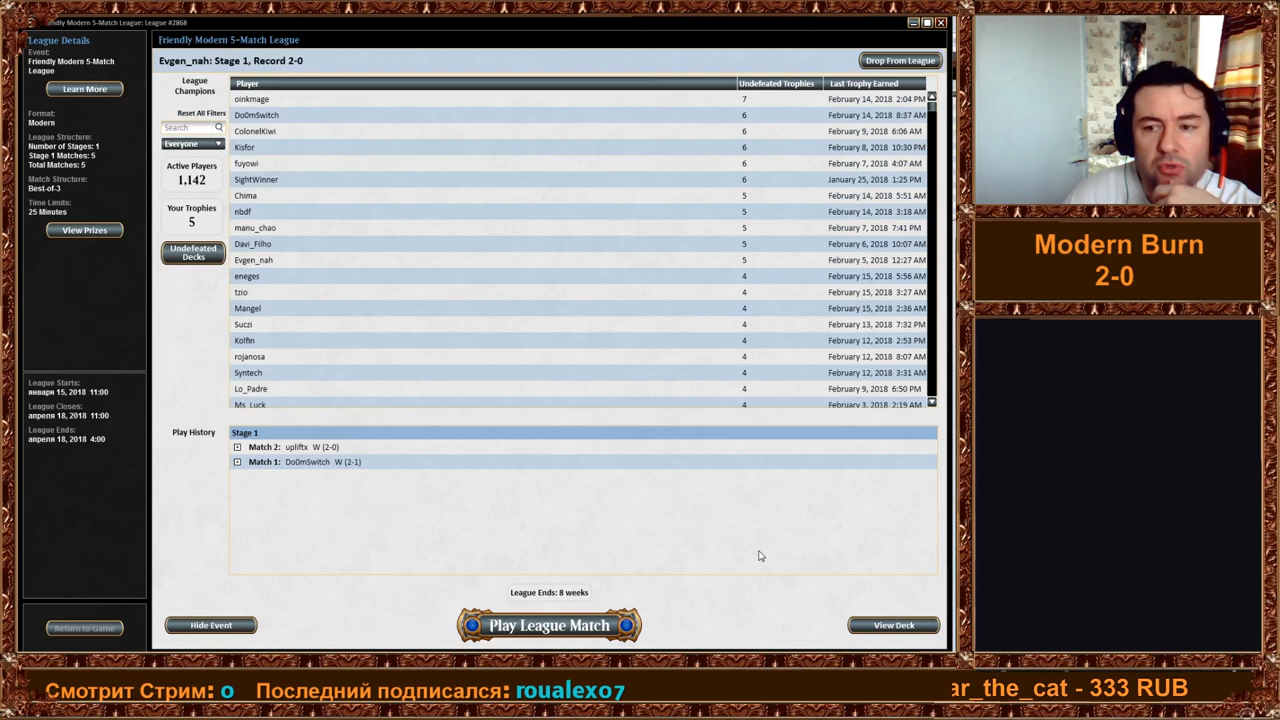 endly Modern 5-Match League: League #2868
League Details
Event:
Friendly Modern 5-Match
League
Learn More
Format:
Modern
League Structure:
Number of Stages: 1
Stage 1 Matches: 5
Total Matches: 5
Match Structure:
Best-of-3
Time Limits:
25 Minutes
View Prizes
League Starts:
января 15, 2018 11:00
League Closes:
апреля 18, 2018 11:00
League Ends:
апреля 18, 2018 4:00
Return to Game
Friendly Modern 5-Match League
Evgen_nah: Stage 1, Record 2-0
Drop From League
League
Champions
Reset All Filters
Search
Everyone
Active Players
1,142
Your Trophies
5
Undefeated
Decks
Player Undefeated Trophies Last Trophy Earned
oinkmage 7 February 14, 2018 2:04 PM
Do0mSwitch 6 February 14, 2018 8:37 AM
ColonelKiwi 6 February 9, 2018 6:06 AM
Kisfor 6 February 8, 2018 10:30 PM
fuyowi 6 February 7, 2018 4:07 AM
SightWinner 6 January 25, 2018 1:25 PM
Chima 5 February 14, 2018 5:51 AM
nbdf 5 February 14, 2018 3:18 AM
manu_chao 5 February 7, 2018 7:41 PM
Davi_Filho 5 February 6, 2018 10:07 AM
Evgen_nah 5 February 5, 2018 12:27 AM
eneges 4 February 15, 2018 5:56 AM
tzio 4 February 15, 2018 3:27 AM
Mangel 4 February 15, 2018 2:36 AM
Suczi 4 February 13, 2018 7:32 PM
Kolfin 4 February 12, 2018 2:53 PM
rojanosa 4 February 12, 2018 8:07 AM
Syntech 4 February 12, 2018 3:31 AM
Lo_Padre 4 February 9, 2018 6:50 PM
Ms_Luck 4 February 3, 2018 2:19 AM
Play History
Stage 1
Match 2: upliftx W (2-0)
Match 1: Do0mSwitch W (2-1)
League Ends: 8 weeks
Hide Event
Play League Match
View Deck
Modern Burn
2-0
Смотрит Стрим: 0 Последний подписался: roualex07
ar_the_cat - 333 RUB